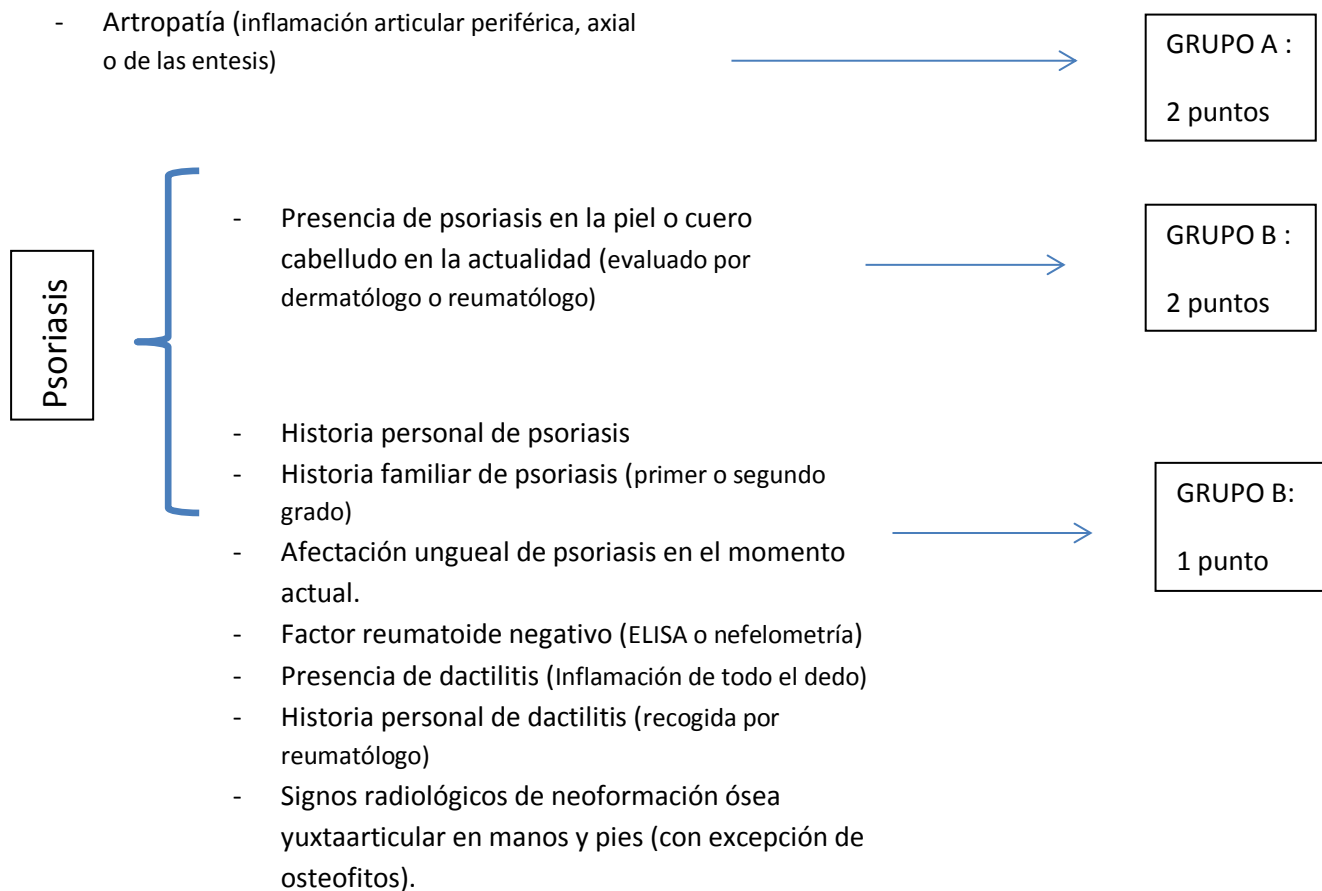 - Artropatía (inflamación articular periférica, axial
o de las entesis)
GRUPO A :
2 puntos
Psoriasis
- Presencia de psoriasis en la piel o cuero
cabelludo en la actualidad (evaluado por
dermatólogo o reumatólogo)
GRUPO B :
2 puntos
- Historia personal de psoriasis
- Historia familiar de psoriasis (primer o segundo
grado)
- Afectación ungueal de psoriasis en el momento
actual.
- Factor reumatoide negativo (ELISA o nefelometría)
- Presencia de dactilitis (Inflamación de todo el dedo)
- Historia personal de dactilitis (recogida por
reumatólogo)
- Signos radiológicos de neoformación ósea
yuxtaarticular en manos y pies (con excepción de
osteofitos).
GRUPO B:
1 punto